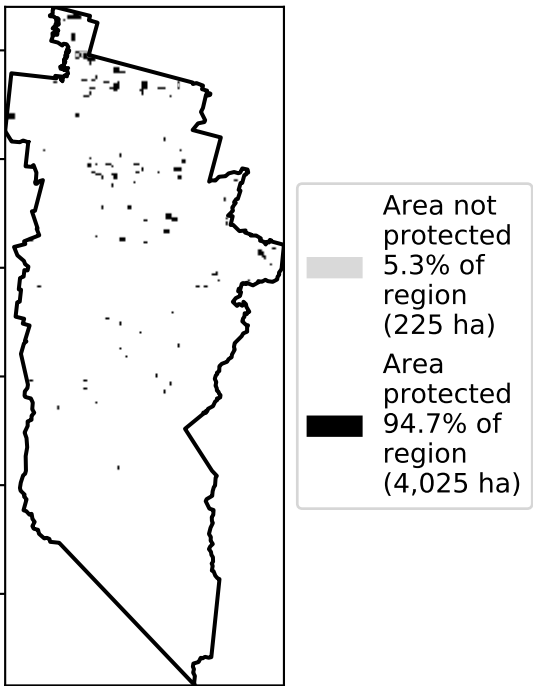 Area not
protected
5.3% of
region
(225 ha)
Area
protected
94.7% of
region
(4,025 ha)